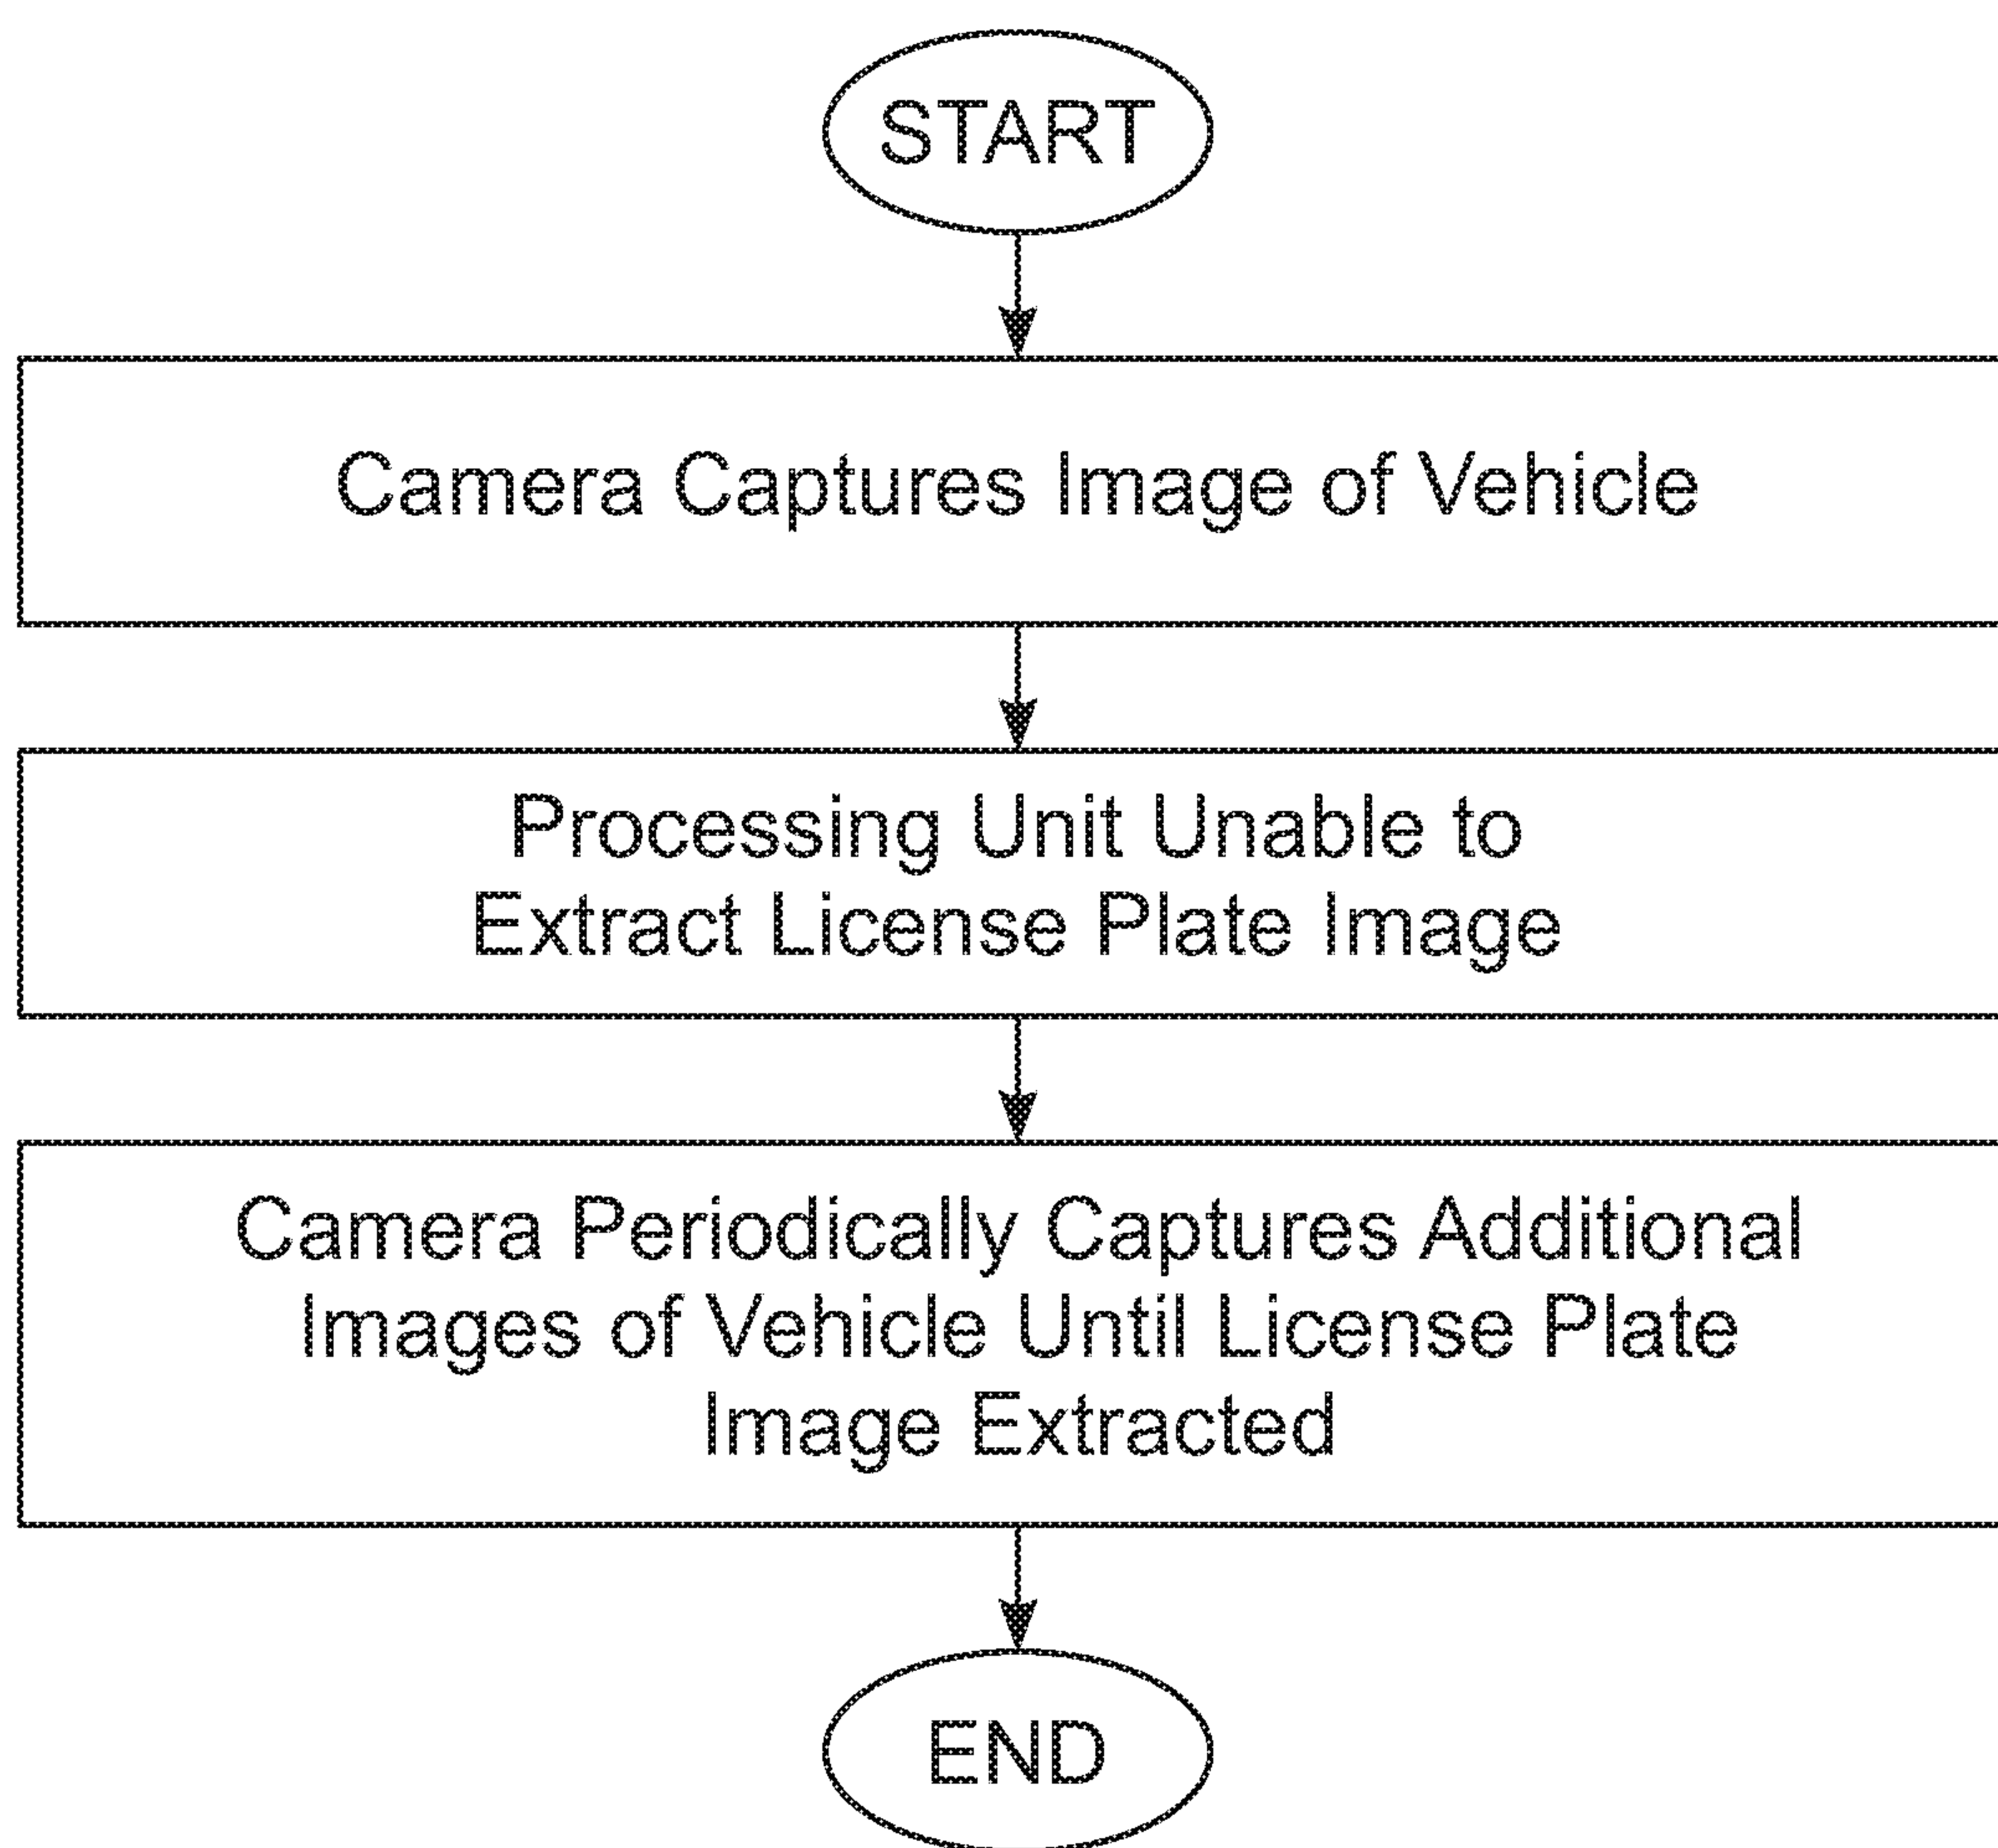 START
Camera Captures Image of Vehicle
Processing Unit Unable to
Extract License Plate Image
Camera Periodically Captures Additional
Images of Vehicle Until License Plate
Image Extracted
END